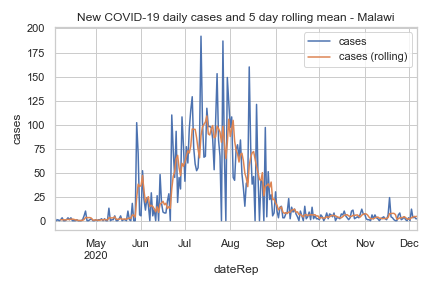 New COVID-19 daily cases and 5 day rolling mean - Malawi
cases
cases (rolling)
200
175
150
125
100
75
50
25
0
cases
May
2020
Jun
Jul
Aug
Sep
Oct
Nov
Dec
dateRep